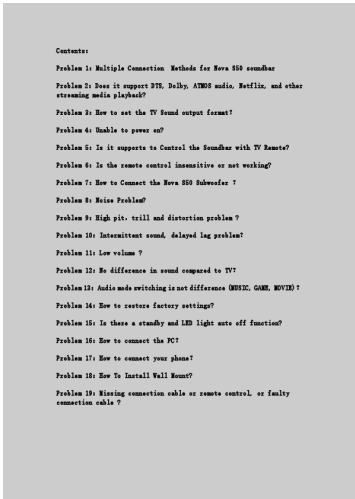 Contents:
Problem 1: Multiple Connection Methods for Nova S50 soundbar
Problem 2: Does it support DTS, Dolby, ATMOS audio, Netflix, and other
streaming media playback?
Problem 3: How to set the TV Sound output format?
Problem 4: Unable to power on?
Problem 5: Is it supports to Control the Soundbar with TV Remote?
Problem 6: Is the remote control insensitive or not working?
Problem 7: How to Connect the Nova S50 Subwoofer ?
Problem 8: Noise Problem?
Problem 9: High pit, trill and distortion problem ?
Problem 10: Intermittent sound, delayed lag problem?
Problem 11: Low volume ?
Problem 12: No difference in sound compared to TV?
Problem 13: Audio mode switching is not difference (MUSIC, GAME, MOVIE) ?
Problem 14: How to restore factory settings?
Problem 15: Is there a standby and LED light auto off function?
Problem 16: How to connect the PC?
Problem 17: How to connect your phone?
Problem 18: How To Install Wall Mount?
Problem 19: Missing connection cable or remote control, or faulty
connection cable ?